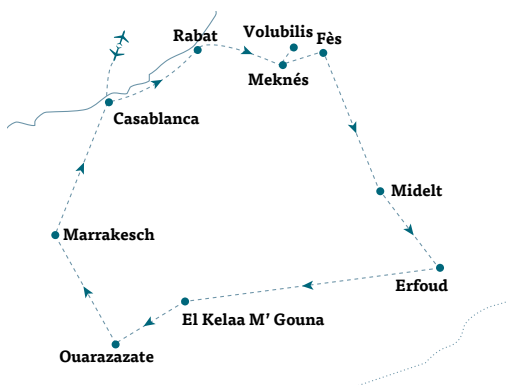 Volubilis
Rabat
Fès
Meknés
Casablanca
Midelt
Marrakesch
Erfoud
El Kelaa M' Gouna
Ouarazazate